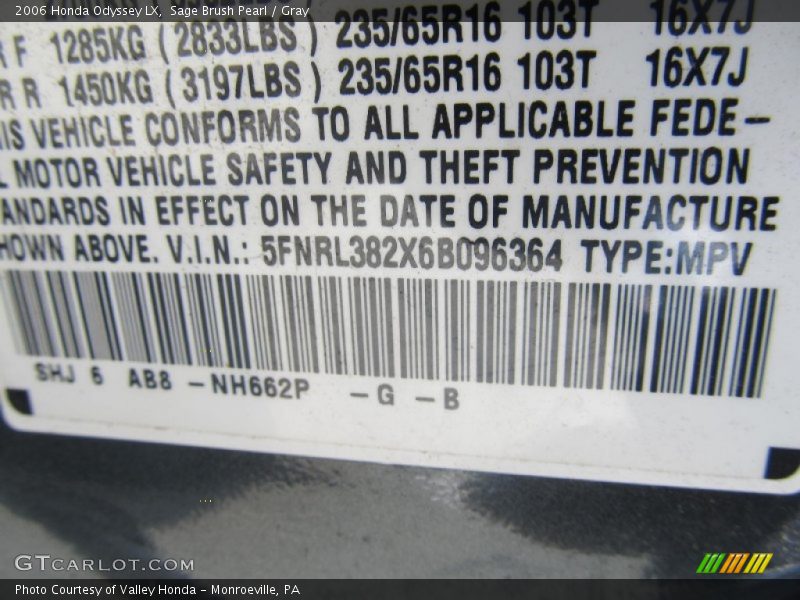 2006 Honda Odyssey LX, Sage Brush Pearl / Gray
R F 1285KG (2833LBS) 235/65R16 103T 16X7J
R R 1450KG (3197LBS) 235/65R16 103T 16X7J
IS VEHICLE CONFORMS TO ALL APPLICABLE FEDE-
L MOTOR VEHICLE SAFETY AND THEFT PREVENTION
ANDARDS IN EFFECT ON THE DATE OF MANUFACTURE
HOWN ABOVE. V.I.N.: 5FNRL382X6B096364 TYPE:MPV
SHJ 6 AB8 -NH662P -G -B
GTCARLOT.COM
Photo Courtesy of Valley Honda - Monroeville, PA